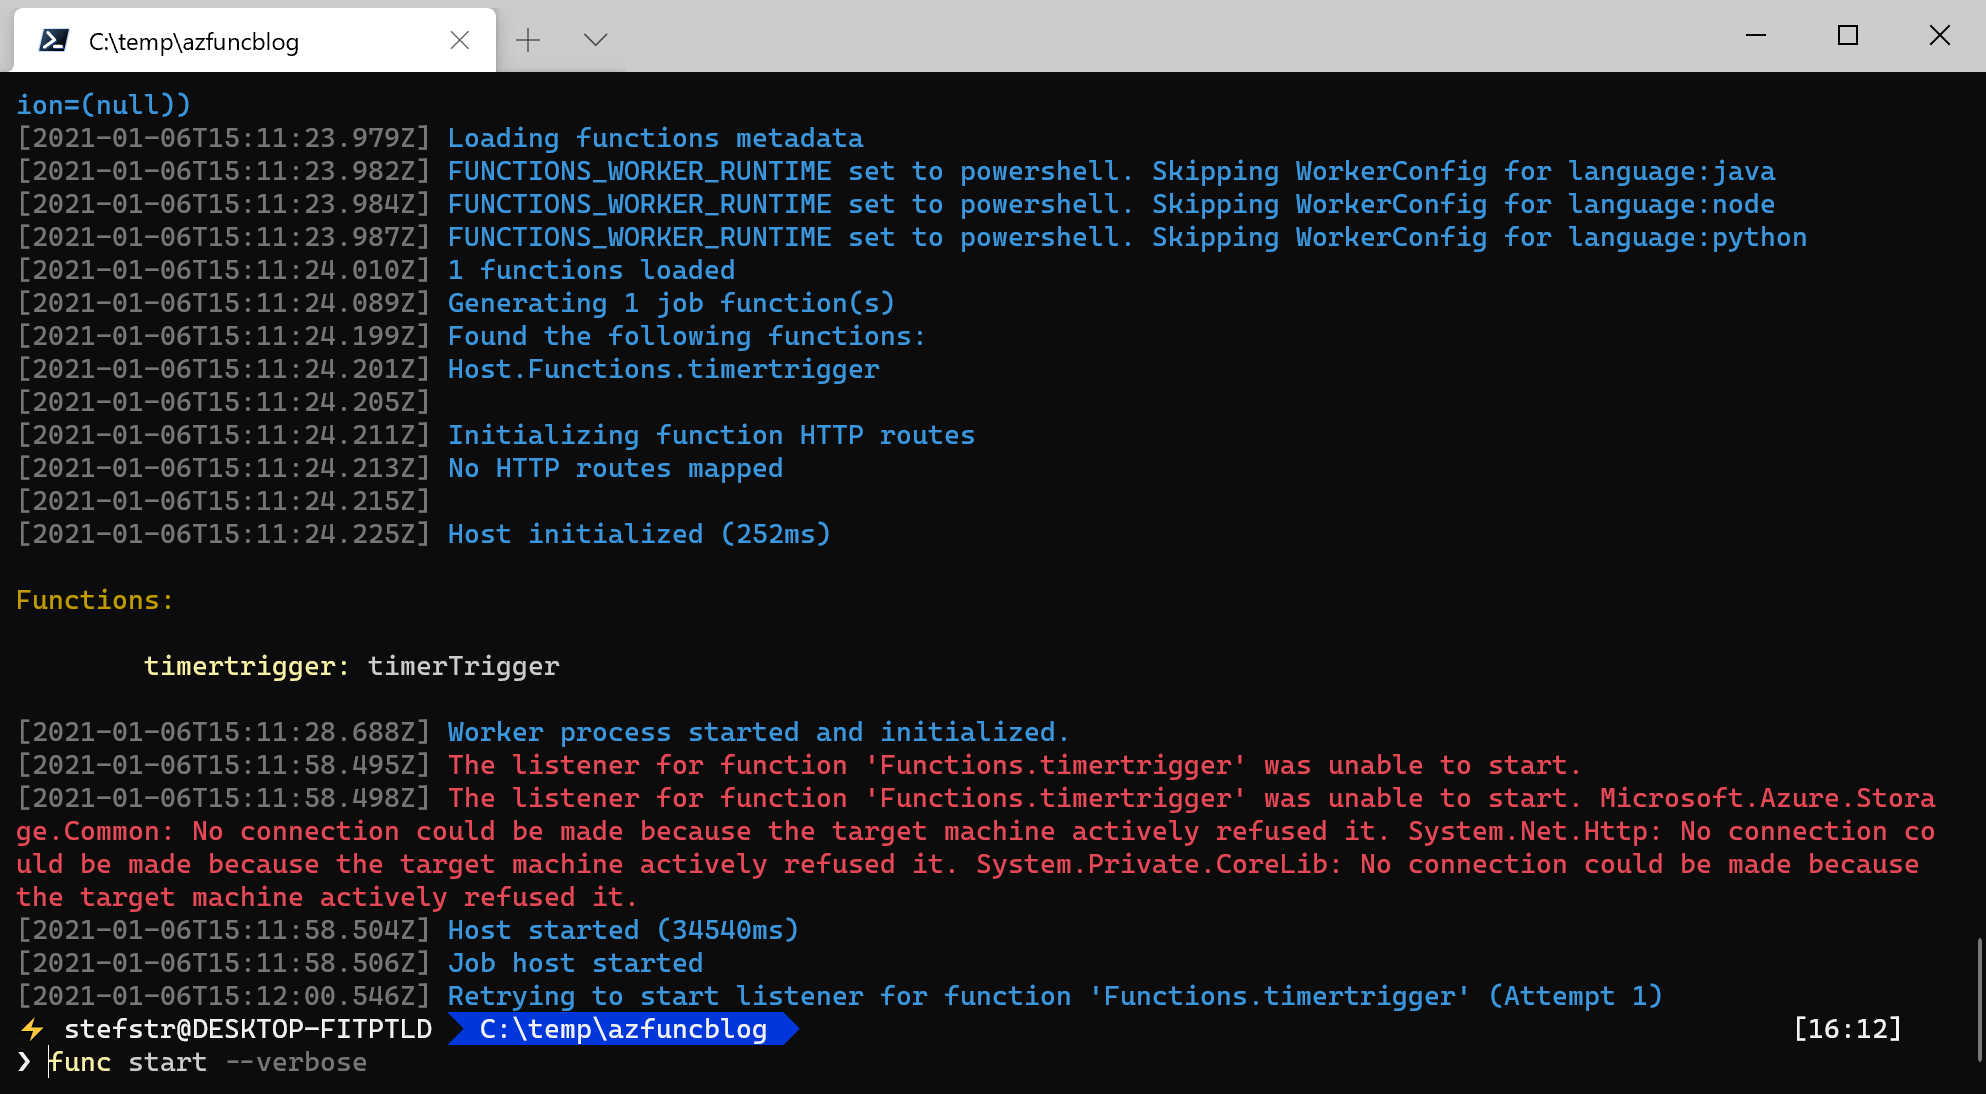 C:\temp\azfuncblog
ion=(null))
[2021-01-06T15:11:23.979Z] Loading functions metadata
[2021-01-06T15:11:23.982Z] FUNCTIONS_WORKER_RUNTIME set to powershell. Skipping WorkerConfig for language:java
[2021-01-06T15:11:23.984Z] FUNCTIONS_WORKER_RUNTIME set to powershell. Skipping WorkerConfig for language:node
[2021-01-06T15:11:23.987Z] FUNCTIONS_WORKER_RUNTIME set to powershell. Skipping WorkerConfig for language:python
[2021-01-06T15:11:24.010Z] 1 functions loaded
[2021-01-06T15:11:24.089Z] Generating 1 job function(s)
[2021-01-06T15:11:24.199Z] Found the following functions:
[2021-01-06T15:11:24.201Z] Host.Functions.timertrigger
[2021-01-06T15:11:24.205Z]
[2021-01-06T15:11:24.211Z] Initializing function HTTP routes
[2021-01-06T15:11:24.213Z] No HTTP routes mapped
[2021-01-06T15:11:24.215Z]
[2021-01-06T15:11:24.225Z] Host initialized (252ms)
Functions:
timertrigger: timerTrigger
[2021-01-06T15:11:28.688Z] Worker process started and initialized.
[2021-01-06T15:11:58.495Z] The listener for function 'Functions.timertrigger' was unable to start.
[2021-01-06T15:11:58.498Z] The listener for function 'Functions.timertrigger' was unable to start. Microsoft.Azure.Stora
ge.Common: No connection could be made because the target machine actively refused it. System.Net.Http: No connection co
uld be made because the target machine actively refused it. System.Private.CoreLib: No connection could be made because
the target machine actively refused it.
[2021-01-06T15:11:58.504Z] Host started (34540ms)
[2021-01-06T15:11:58.506Z] Job host started
[2021-01-06T15:12:00.546Z] Retrying to start listener for function 'Functions.timertrigger' (Attempt 1)
⚡ stefstr@DESKTOP-FITPTLD C:\temp\azfuncblog [16:12]
❯ func start --verbose